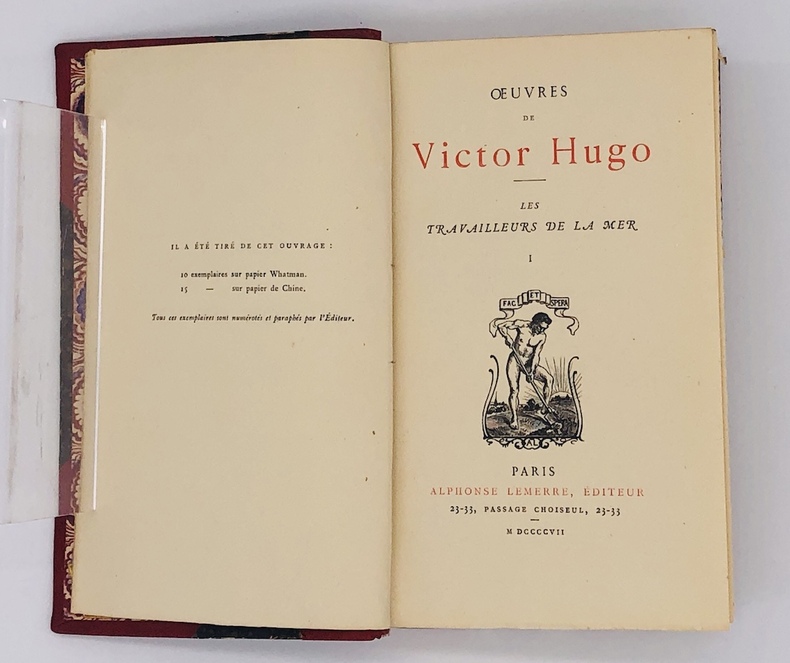 IL A ÉTÉ TIRÉ DE CET OUVRAGE :
10 exemplaires sur papier Whatman.
15 — sur papier de Chine.
Tous ces exemplaires sont numérotés et paraphés par l'Éditeur.
ŒUVRES
DE
Victor Hugo
LES
TRAVAILLEURS DE LA MER
I
FAC ET SPERA
AL
PARIS
ALPHONSE LEMERRE, ÉDITEUR
23-33, PASSAGE CHOISEUL, 23-33
M DCCCCVII